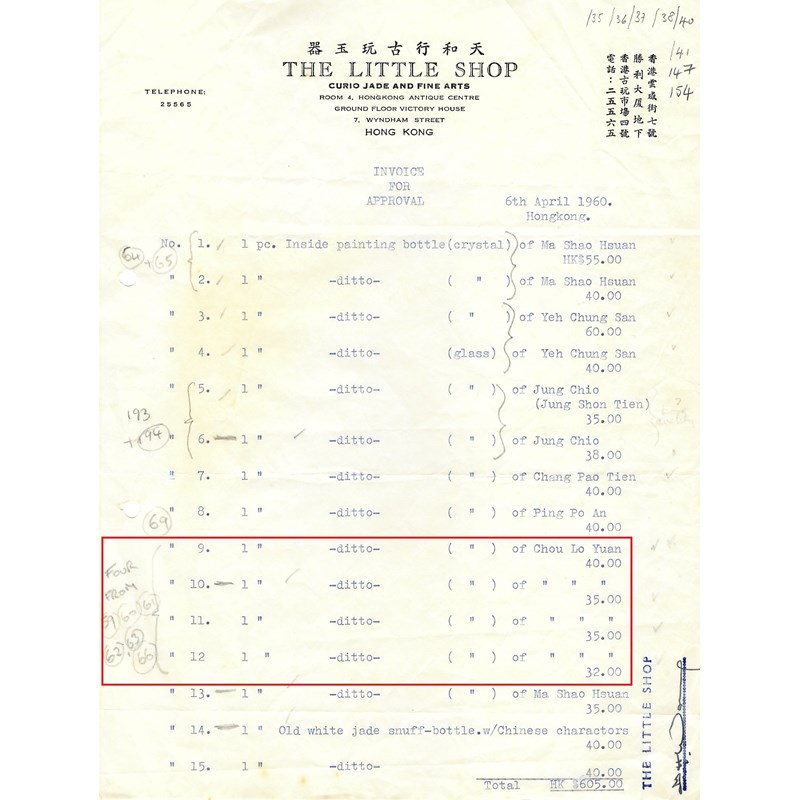 /35 /36/37 /38/40
/41
147
154
器玉玩古行和天
THE LITTLE SHOP
CURIO JADE AND FINE ARTS
ROOM 4, HONGKONG ANTIQUE CENTRE
GROUND FLOOR VICTORY HOUSE
7, WYNDHAM STREET
HONG KONG
TELEPHONE:
25565
香港雲咸街七號
勝利大厦地下
香港古玩市場四號
電話：二五五六五
INVOICE
FOR
APPROVAL
6th April 1960.
Hongkong.
No. 1. 1 pc. Inside painting bottle(crystal) of Ma Shao Hsuan
HK$55.00
64 + 65
" 2. 1 " -ditto- ( " ) of Ma Shao Hsuan
40.00
" 3. 1 " -ditto- ( " ) of Yeh Chung San
60.00
" 4. 1 " -ditto- (glass) of Yeh Chung San
40.00
" 5. 1 " -ditto- ( " ) of Jung Chio
(Jung Shon Tien)
35.00
193
+194
" 6. 1 " -ditto- ( " ) of Jung Chio
38.00
" 7. 1 " -ditto- ( " ) of Chang Pao Tien
40.00
" 8. 1 " -ditto- ( " ) of Ping Po An
40.00
69
" 9. 1 " -ditto- ( " ) of Chou Lo Yuan
40.00
FOUR
FROM
59 60 61
62 63 66
" 10. 1 " -ditto- ( " ) of " " "
35.00
" 11. 1 " -ditto- ( " ) of " " "
35.00
" 12 1 " -ditto- ( " ) of " " "
32.00
" 13. 1 " -ditto- ( " ) of Ma Shao Hsuan
35.00
" 14. 1 " Old white jade snuff-bottle.w/Chinese charactors
40.00
" 15. 1 " -ditto-
40.00
Total HK $605.00
THE LITTLE SHOP